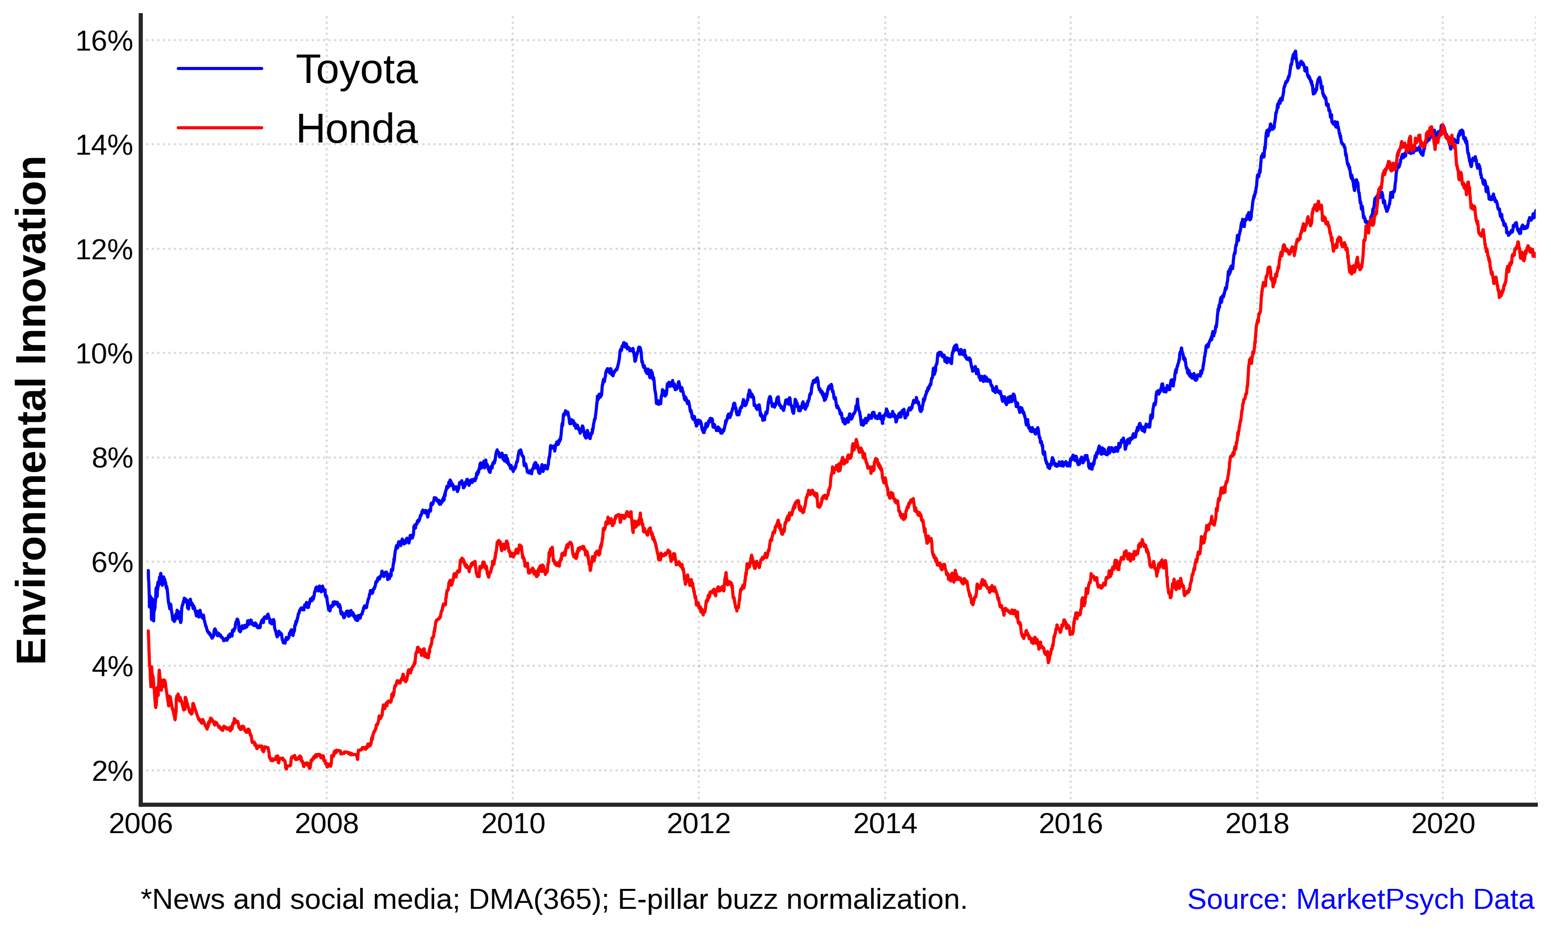 Toyota
Honda
Environmental Innovation
16%
14%
12%
10%
8%
6%
4%
2%
2006 2008 2010 2012 2014 2016 2018 2020
*News and social media; DMA(365); E-pillar buzz normalization.
Source: MarketPsych Data